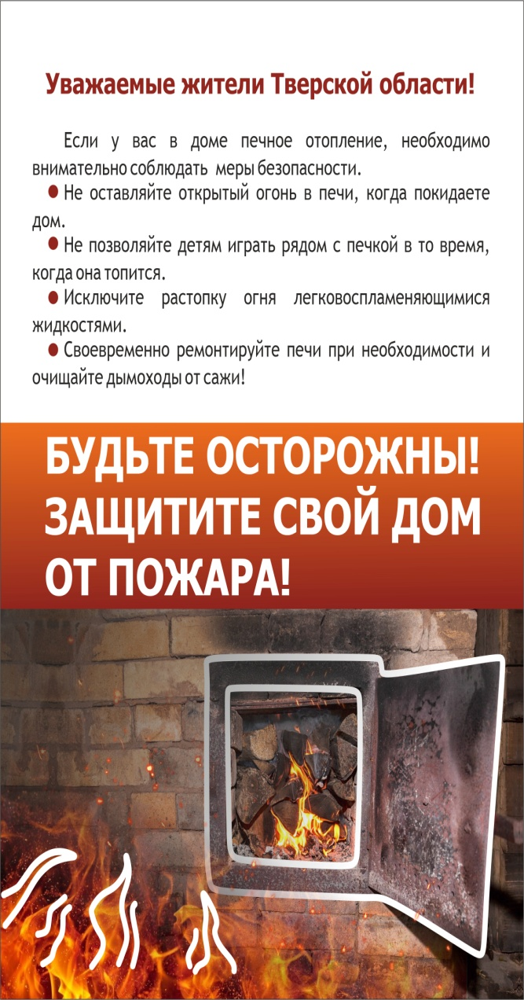 Уважаемые жители Тверской области!
Если у вас в доме печное отопление, необходимо
внимательно соблюдать меры безопасности.
● Не оставляйте открытый огонь в печи, когда покидаете
дом.
● Не позволяйте детям играть рядом с печкой в то время,
когда она топится.
● Исключите растопку огня легковоспламеняющимися
жидкостями.
● Своевременно ремонтируйте печи при необходимости и
очищайте дымоходы от сажи!
БУДЬТЕ ОСТОРОЖНЫ!
ЗАЩИТИТЕ СВОЙ ДОМ
ОТ ПОЖАРА!